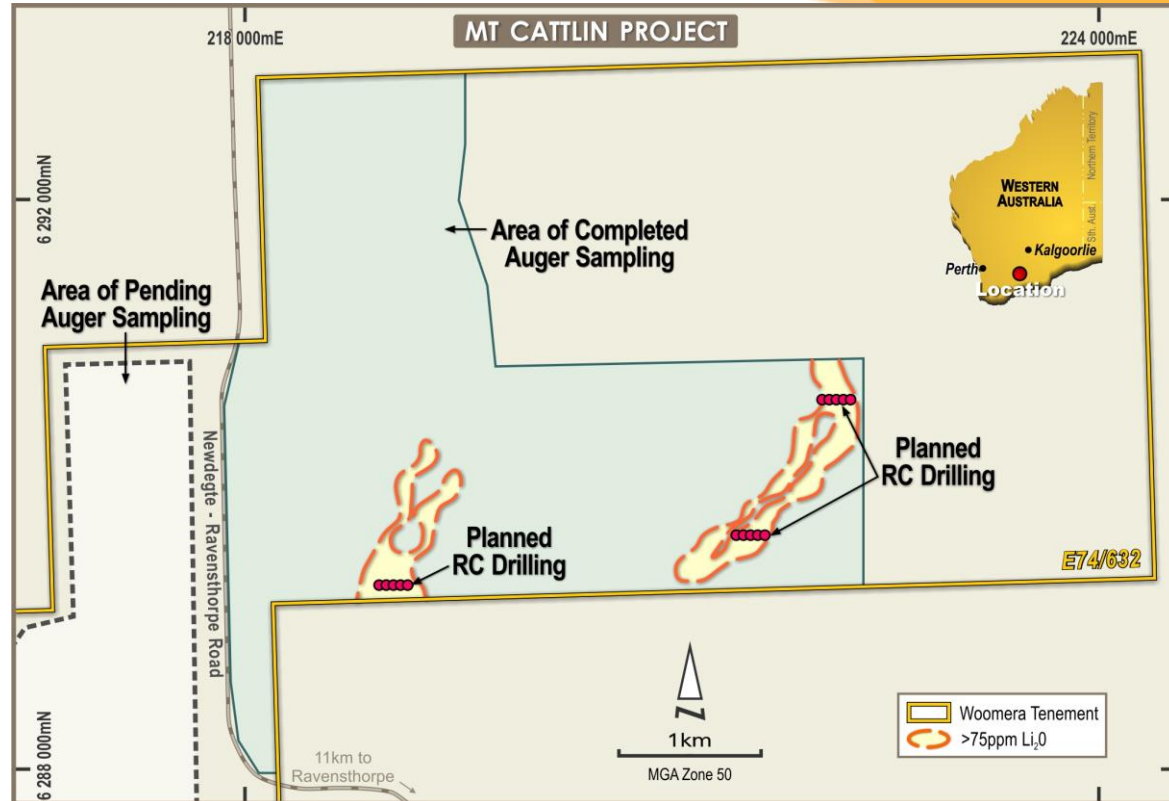 218 000mE
MT CATTLIN PROJECT
224 000mE
6 292 000mN
Area of Completed
Auger Sampling
WESTERN
AUSTRALIA
Northern Territory
Sth. Aust.
Kalgoorlie
Perth
Location
Area of Pending
Auger Sampling
Newdegte - Ravensthorpe Road
Planned
RC Drilling
Planned
RC Drilling
E74/632
6 288 000mN
11km to
Ravensthorpe
N
1km
MGA Zone 50
Woomera Tenement
>75ppm Li₂0